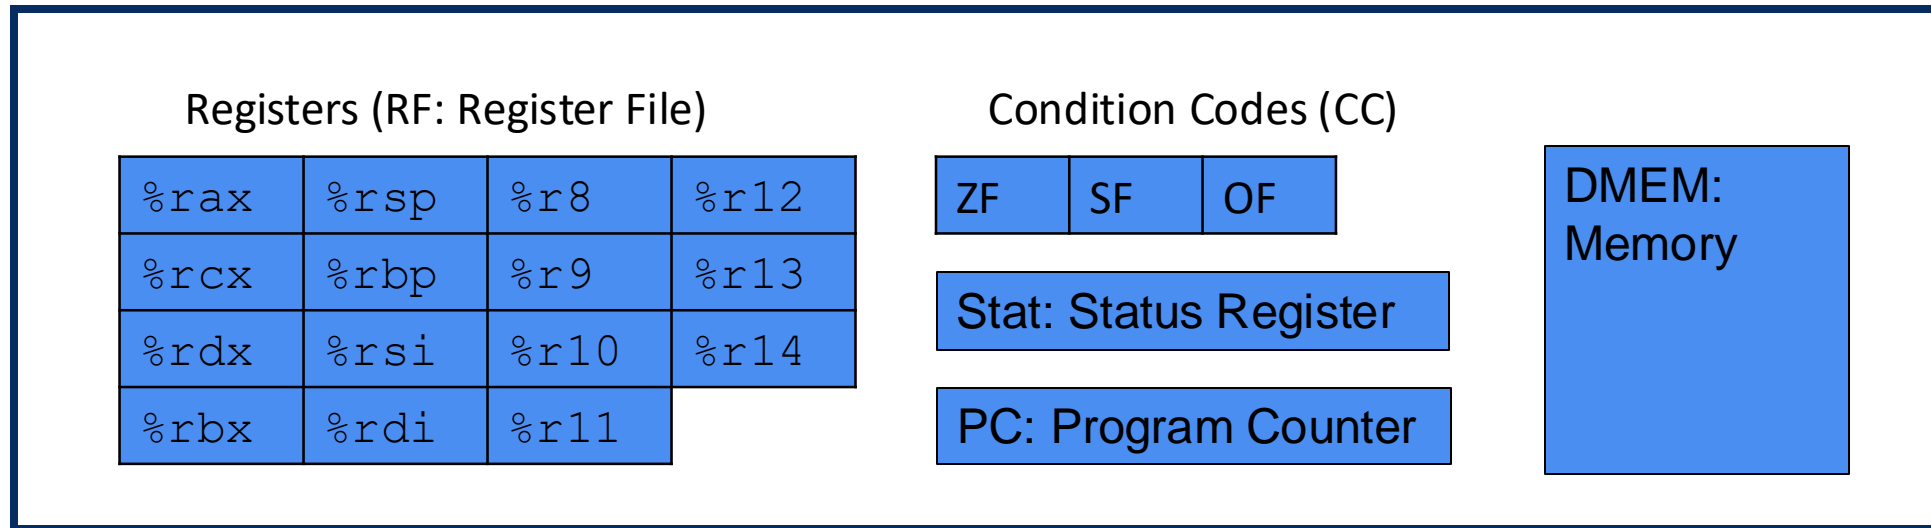 Registers (RF: Register File)
%rax %rsp %r8 %r12
%rcx %rbp %r9 %r13
%rdx %rsi %r10 %r14
%rbx %rdi %r11
Condition Codes (CC)
ZF SF OF
Stat: Status Register
PC: Program Counter
DMEM:
Memory